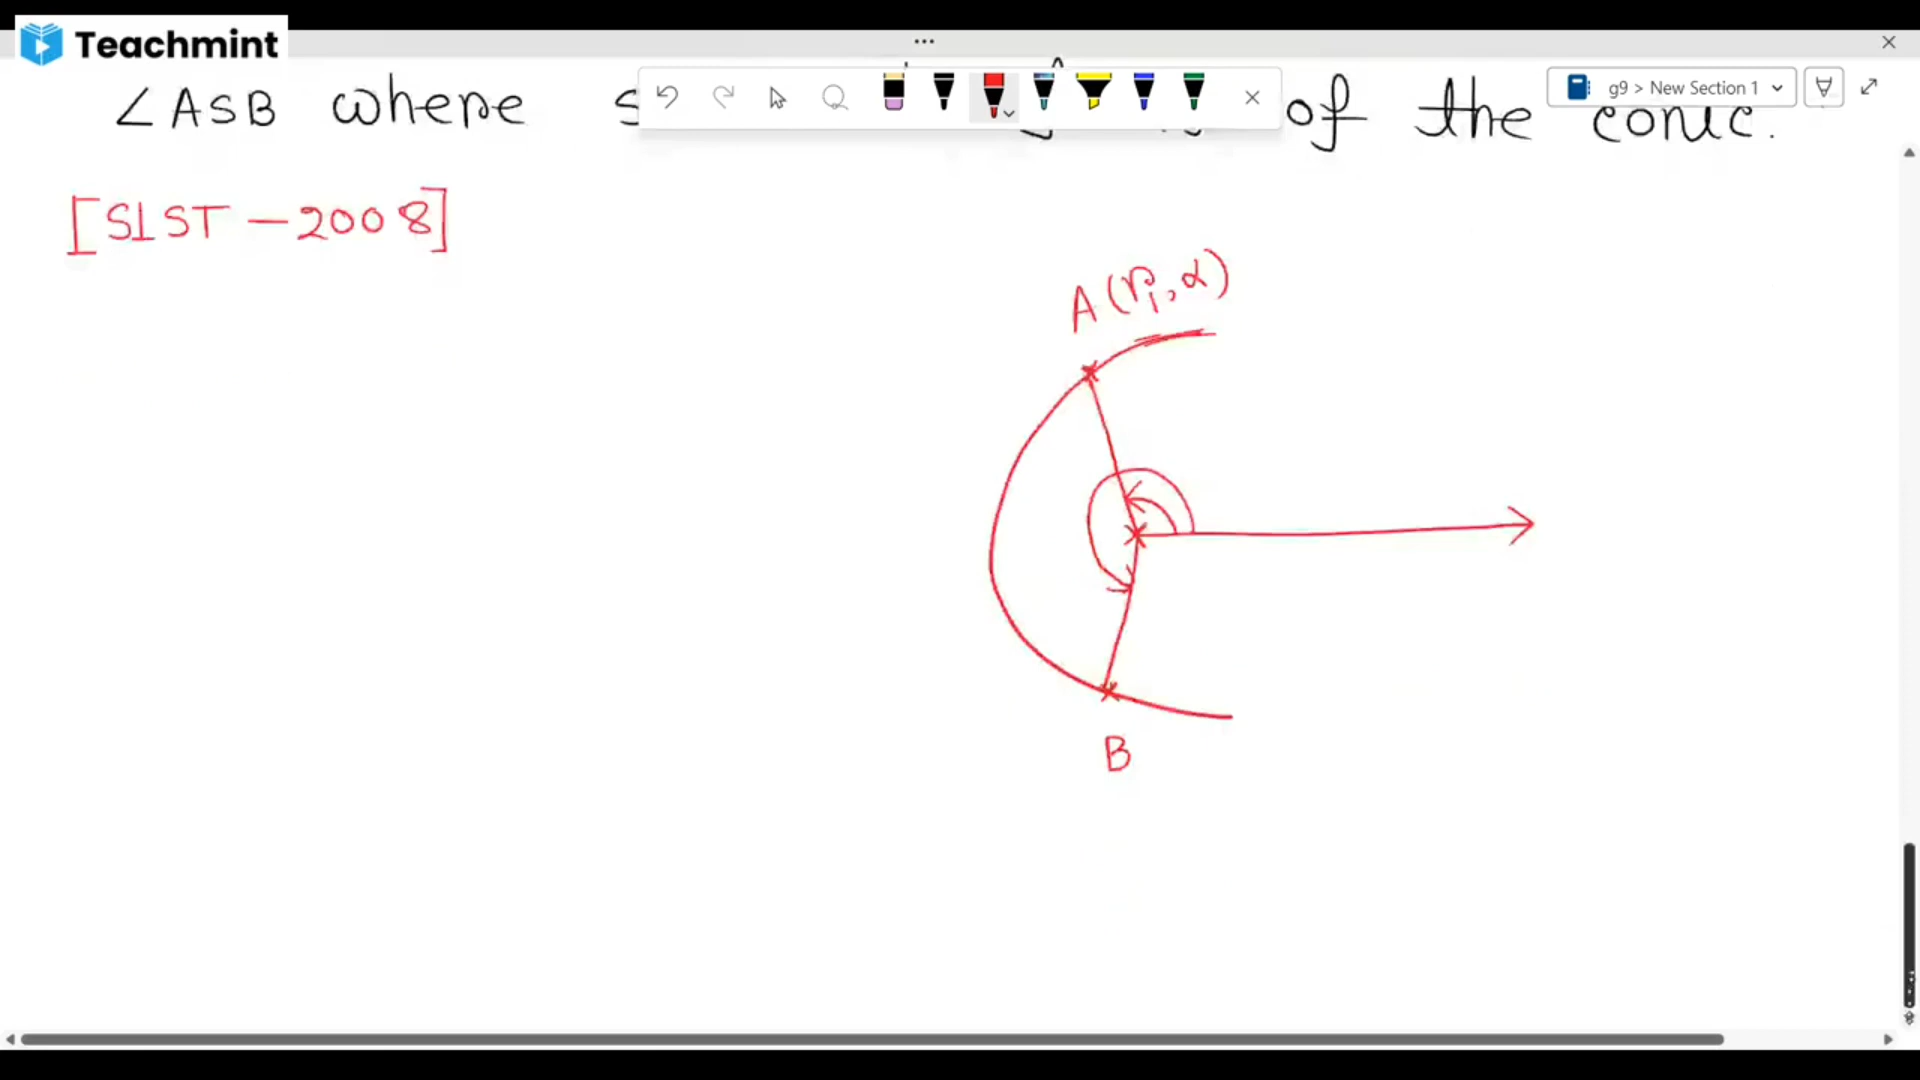 Teachmint
∠ASB where of the conic.
g9 > New Section 1
[SLST - 2008]
A(r₁, α)
B